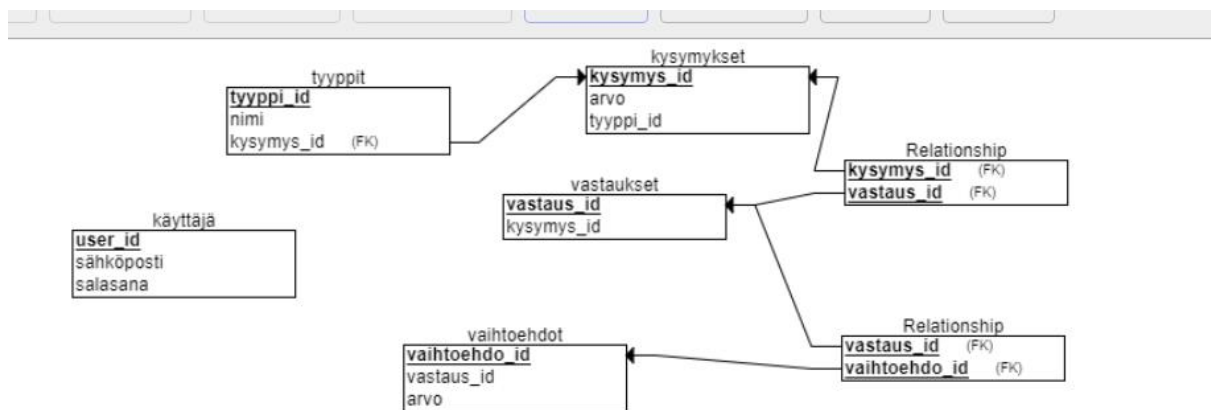 kysymykset
kysymys_id
arvo
tyyppi_id
tyyppit
tyyppi_id
nimi
kysymys_id (FK)
Relationship
kysymys_id (FK)
vastaus_id (FK)
vastaukset
vastaus_id
kysymys_id
käyttäjä
user_id
sähköposti
salasana
vaihtoehdot
vaihtoehdo_id
vastaus_id
arvo
Relationship
vastaus_id (FK)
vaihtoehdo_id (FK)